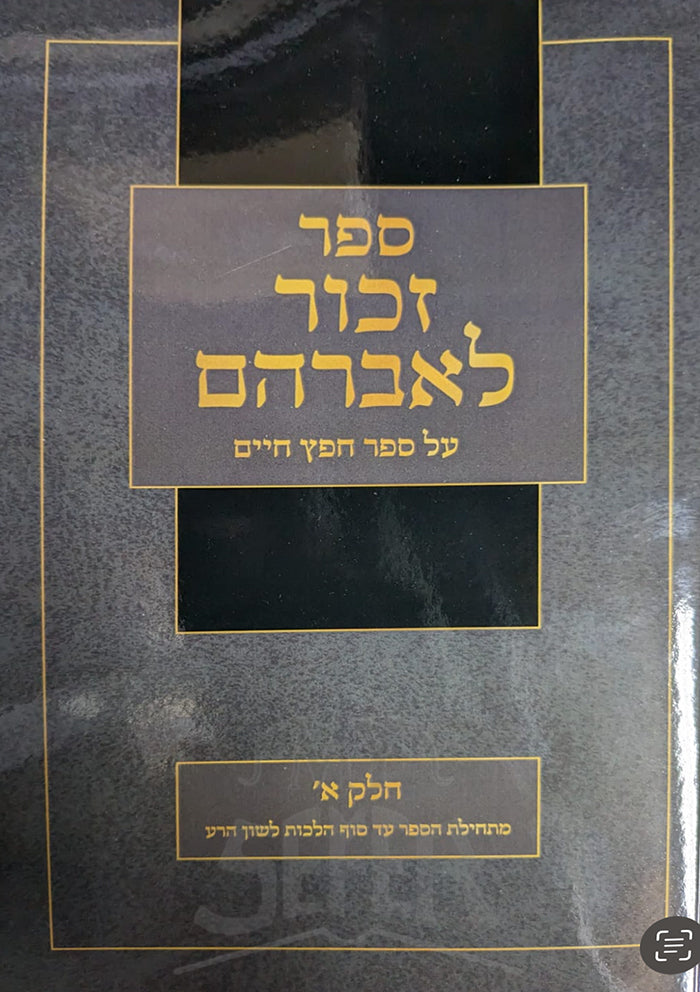 ספר
זכור
לאברהם
על ספר חפץ חיים
חלק א׳
מתחילת הספר עד סוף הלכות לשון הרע